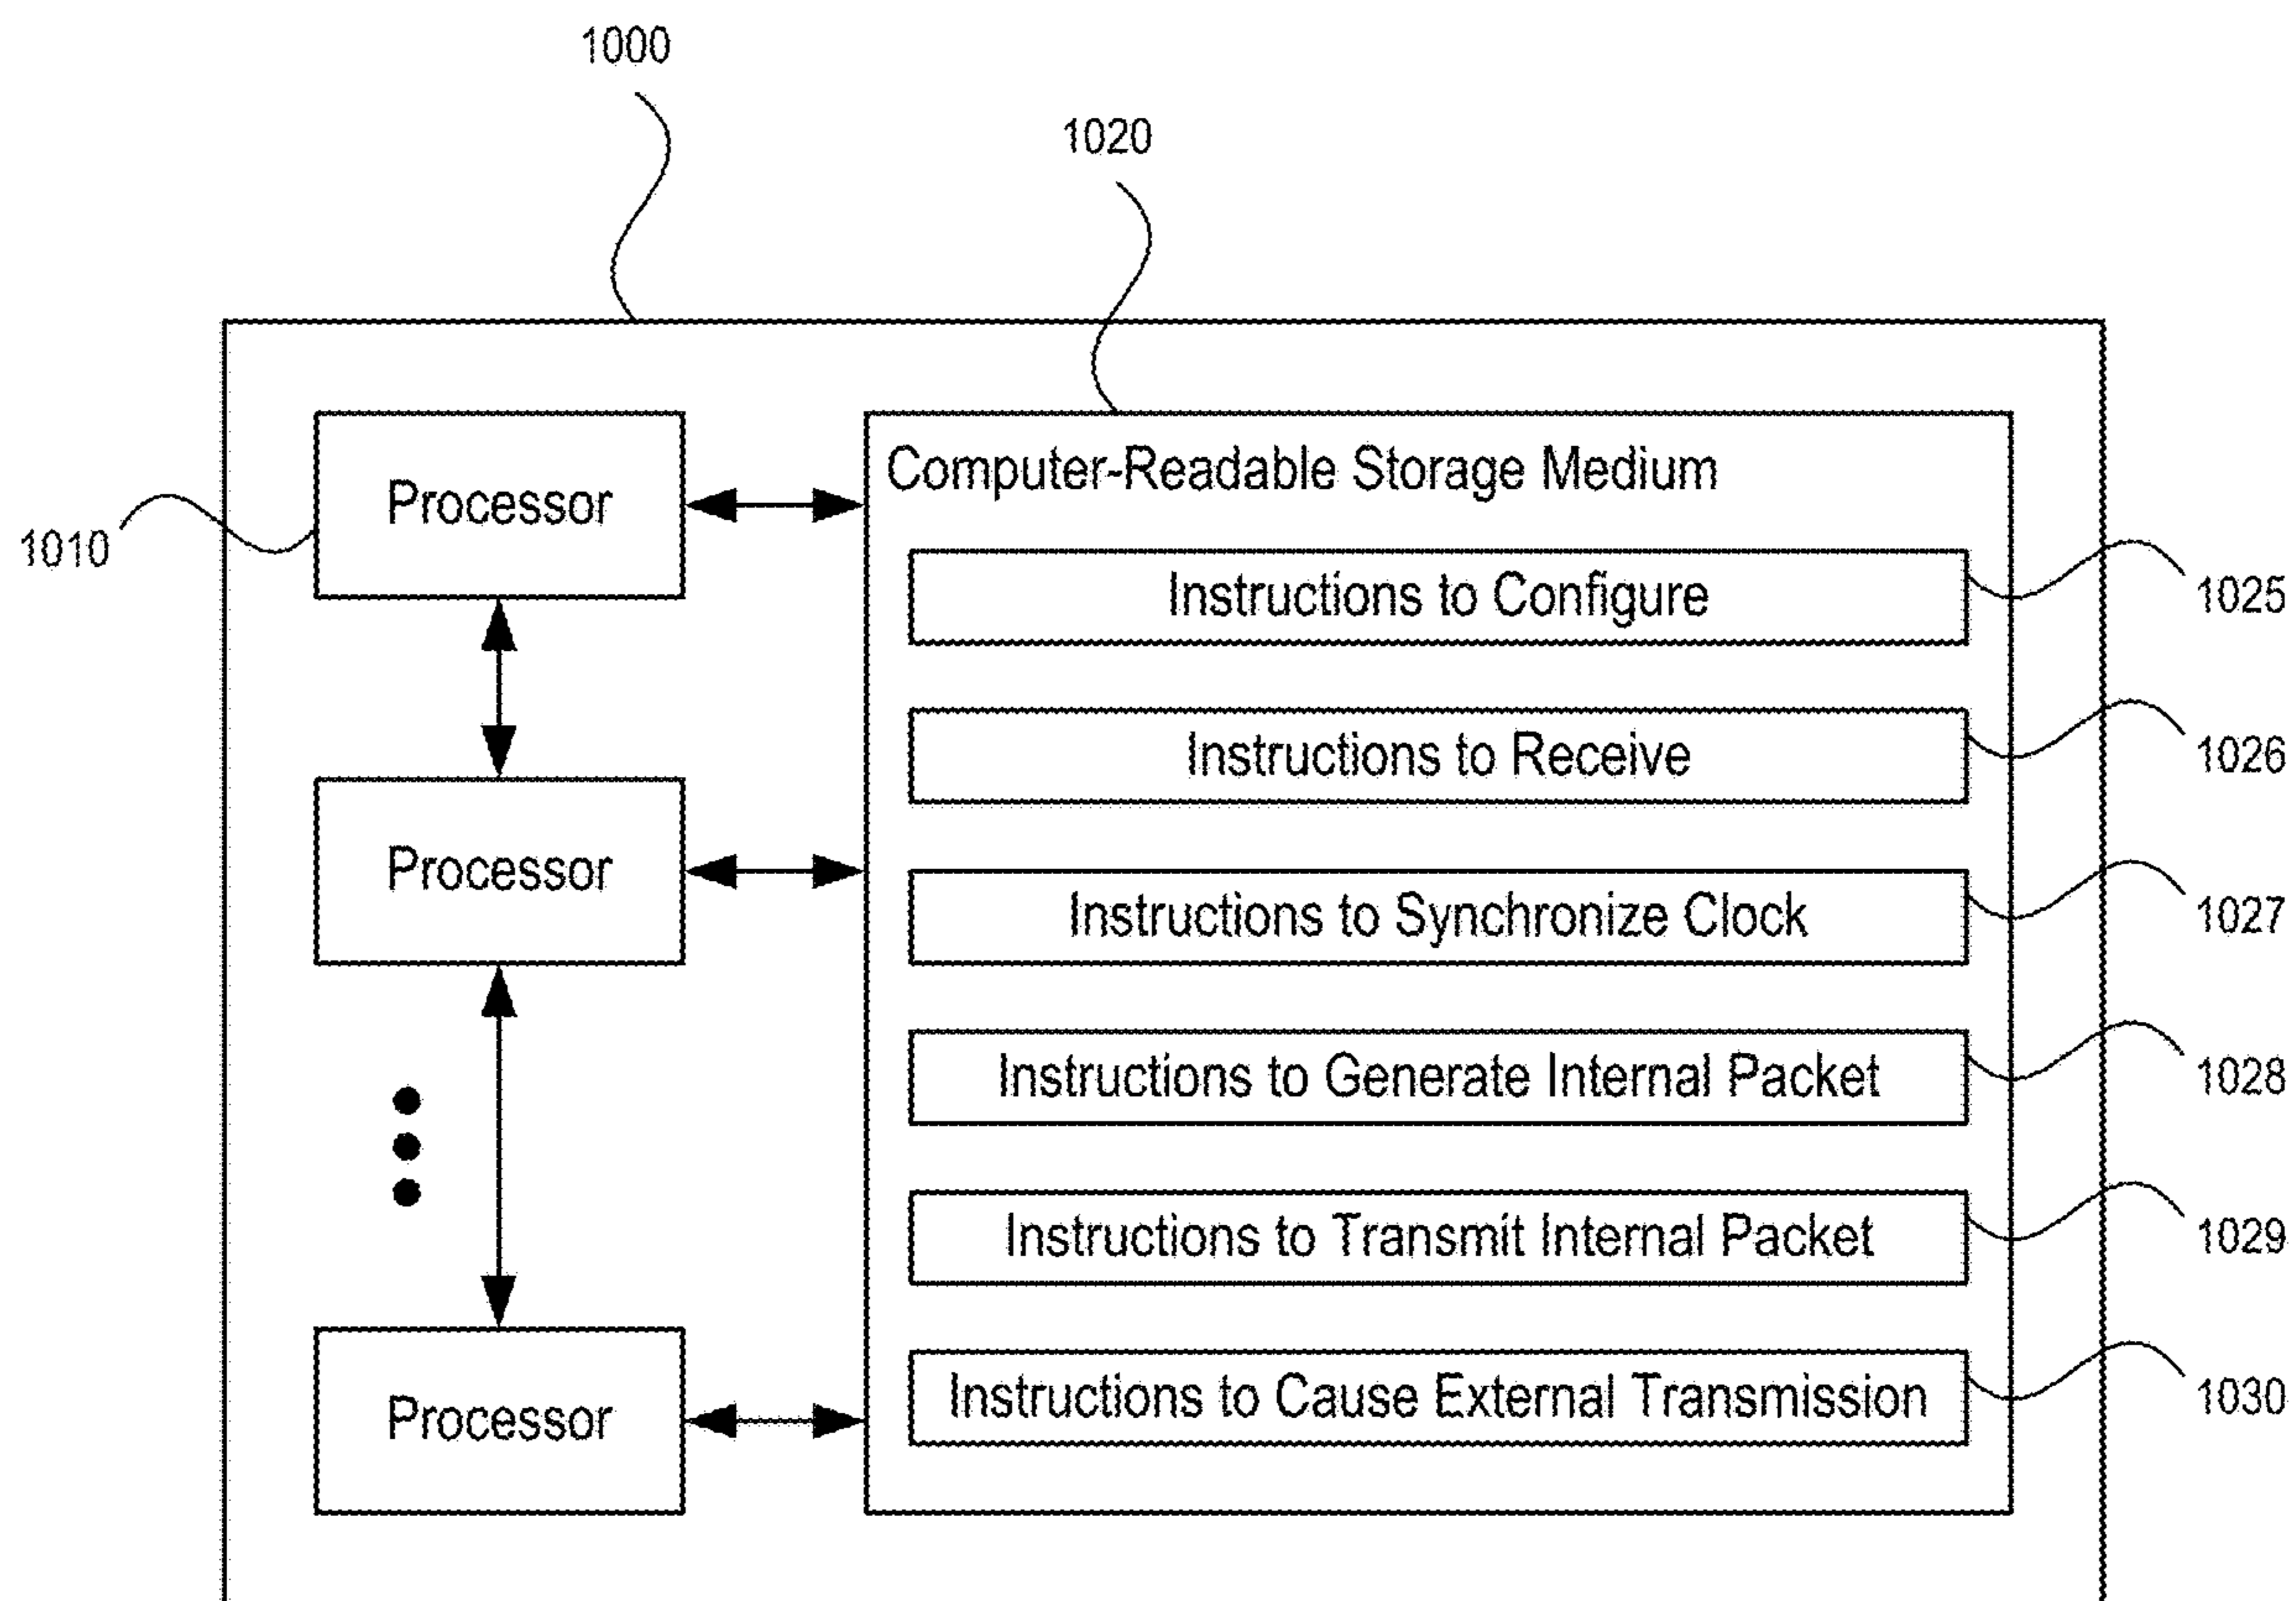 1000
1020
Processor
Computer-Readable Storage Medium
1010
Instructions to Configure
1025
Instructions to Receive
1026
Processor
Instructions to Synchronize Clock
1027
Instructions to Generate Internal Packet
1028
Instructions to Transmit Internal Packet
1029
Processor
Instructions to Cause External Transmission
1030